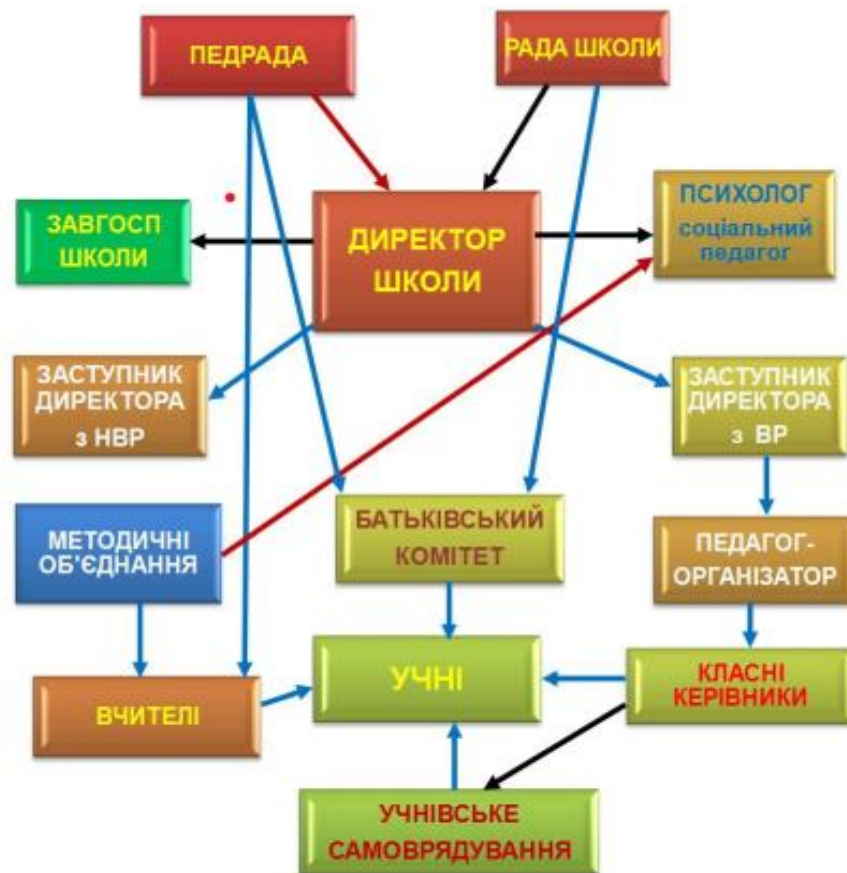 ПЕДРАДА
РАДА ШКОЛИ
ЗАВГОСП
ШКОЛИ
ДИРЕКТОР
ШКОЛИ
ПСИХОЛОГ
соціальний
педагог
ЗАСТУПНИК
ДИРЕКТОРА
з НВР
ЗАСТУПНИК
ДИРЕКТОРА
з ВР
МЕТОДИЧНІ
ОБ'ЄДНАННЯ
БАТЬКІВСЬКИЙ
КОМІТЕТ
ПЕДАГОГ-
ОРГАНІЗАТОР
ВЧИТЕЛІ
УЧНІ
КЛАСНІ
КЕРІВНИКИ
УЧНІВСЬКЕ
САМОВРЯДУВАННЯ